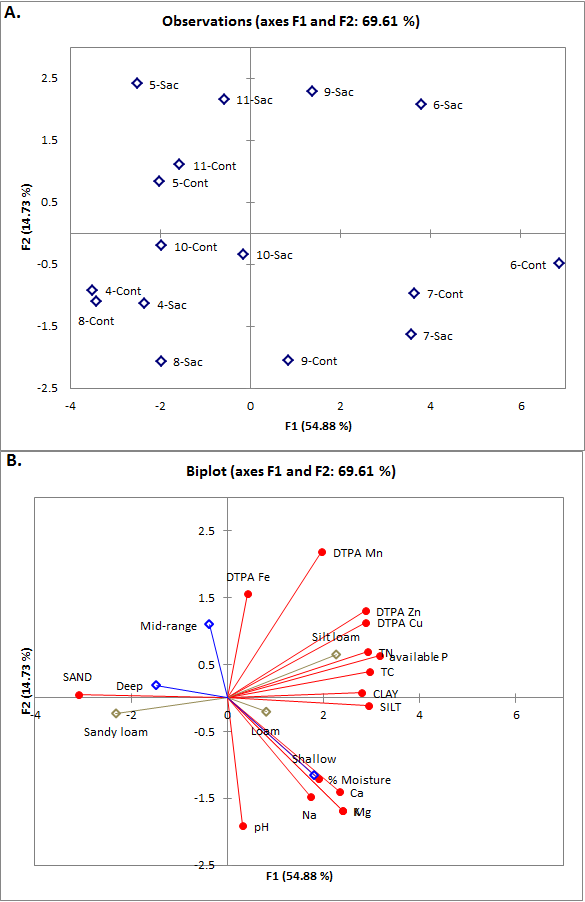 A.
Observations (axes F1 and F2: 69.61 %)
2.5
5-Sac
11-Sac
9-Sac
6-Sac
1.5
11-Cont
5-Cont
0.5
F2 (14.73 %)
10-Cont
10-Sac
-0.5
6-Cont
4-Cont
4-Sac
7-Cont
8-Cont
-1.5
7-Sac
8-Sac
9-Cont
-2.5
-4
-2
0
2
4
6
F1 (54.88 %)
B.
Biplot (axes F1 and F2: 69.61 %)
2.5
DTPA Mn
DTPA Fe
1.5
DTPA Zn
DTPA Cu
Mid-range
Silt loam
TN
available P
0.5
TC
SAND
Deep
CLAY
SILT
F2 (14.73 %)
-4
-2
0
2
4
6
Sandy loam
Loam
-0.5
Shallow
% Moisture
Ca
-1.5
Na
K
Mg
pH
-2.5
F1 (54.88 %)